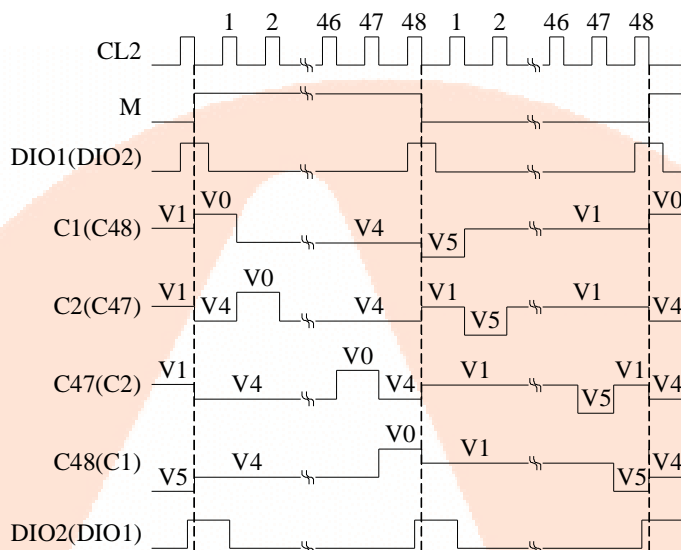 1 2 46 47 48 1 2 46 47 48
CL2
M
DIO1(DIO2)
V1 V0 V4 V5 V1 V0
C1(C48)
V1 V4 V0 V4 V1 V5 V1 V4
C2(C47)
V1 V4 V0 V4 V1 V5 V1 V4
C47(C2)
V5 V4 V0 V1 V5 V4
C48(C1)
DIO2(DIO1)